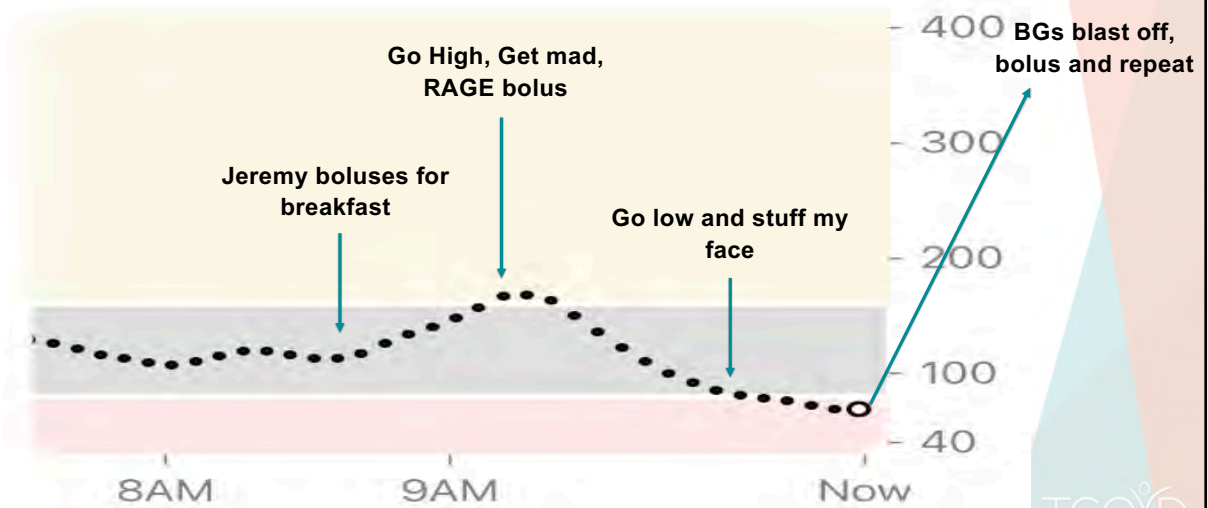 400
BGs blast off,
bolus and repeat
Go High, Get mad,
RAGE bolus
300
Jeremy boluses for
breakfast
Go low and stuff my
face
200
100
40
8AM
9AM
Now
TCOYD